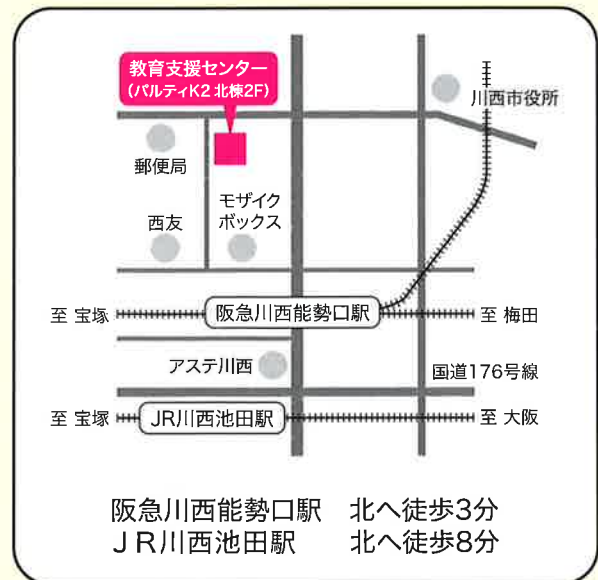 教育支援センター
(パルティK2 北棟2F)
川西市役所
郵便局
モザイク
ボックス
西友
至 宝塚
阪急川西能勢口駅
至 梅田
アステ川西
国道176号線
至 宝塚
JR川西池田駅
至 大阪
阪急川西能勢口駅 北へ徒歩3分
JR川西池田駅 北へ徒歩8分